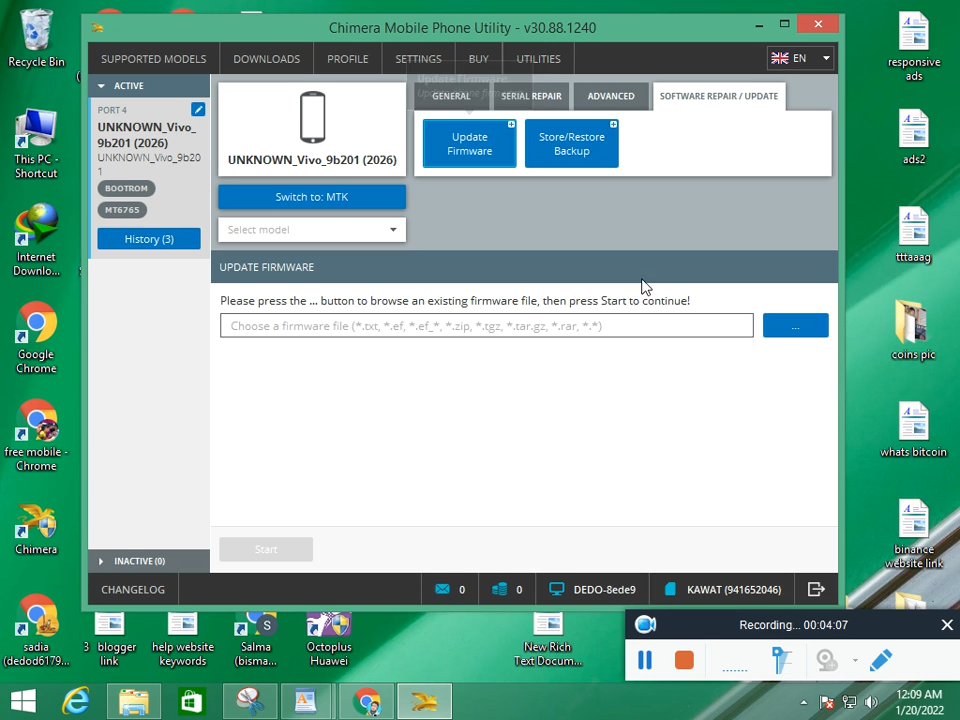 Chimera Mobile Phone Utility - v30.88.1240
SUPPORTED MODELS
DOWNLOADS
PROFILE
SETTINGS
BUY
UTILITIES
EN
ACTIVE
PORT 4
UNKNOWN_Vivo_
9b201 (2026)
UNKNOWN_Vivo_9b20
1
BOOTROM
MT6765
History (3)
INACTIVE (0)
UNKNOWN_Vivo_9b201 (2026)
Switch to: MTK
Select model
Update Firmware
GENERAL
SERIAL REPAIR
ADVANCED
SOFTWARE REPAIR / UPDATE
Update
Firmware
Store/Restore
Backup
UPDATE FIRMWARE
Please press the ... button to browse an existing firmware file, then press Start to continue!
Choose a firmware file (*.txt, *.ef, *.ef_*, *.zip, *.tgz, *.tar.gz, *.rar, *.*)
...
Start
CHANGELOG
0
0
DEDO-8ede9
KAWAT (941652046)
Recycle Bin
This PC -
Shortcut
Internet
Downlo...
Google
Chrome
free mobile -
Chrome
Chimera
sadia
(dedod6179...
3 blogger
link
help website
keywords
S
Salma
(bisma...
Octoplus
Huawei
New Rich
Text Docum...
responsive
ads
ads2
tttaaag
coins pic
whats bitcoin
binance
website link
Recording... 00:04:07
12:09 AM
1/20/2022